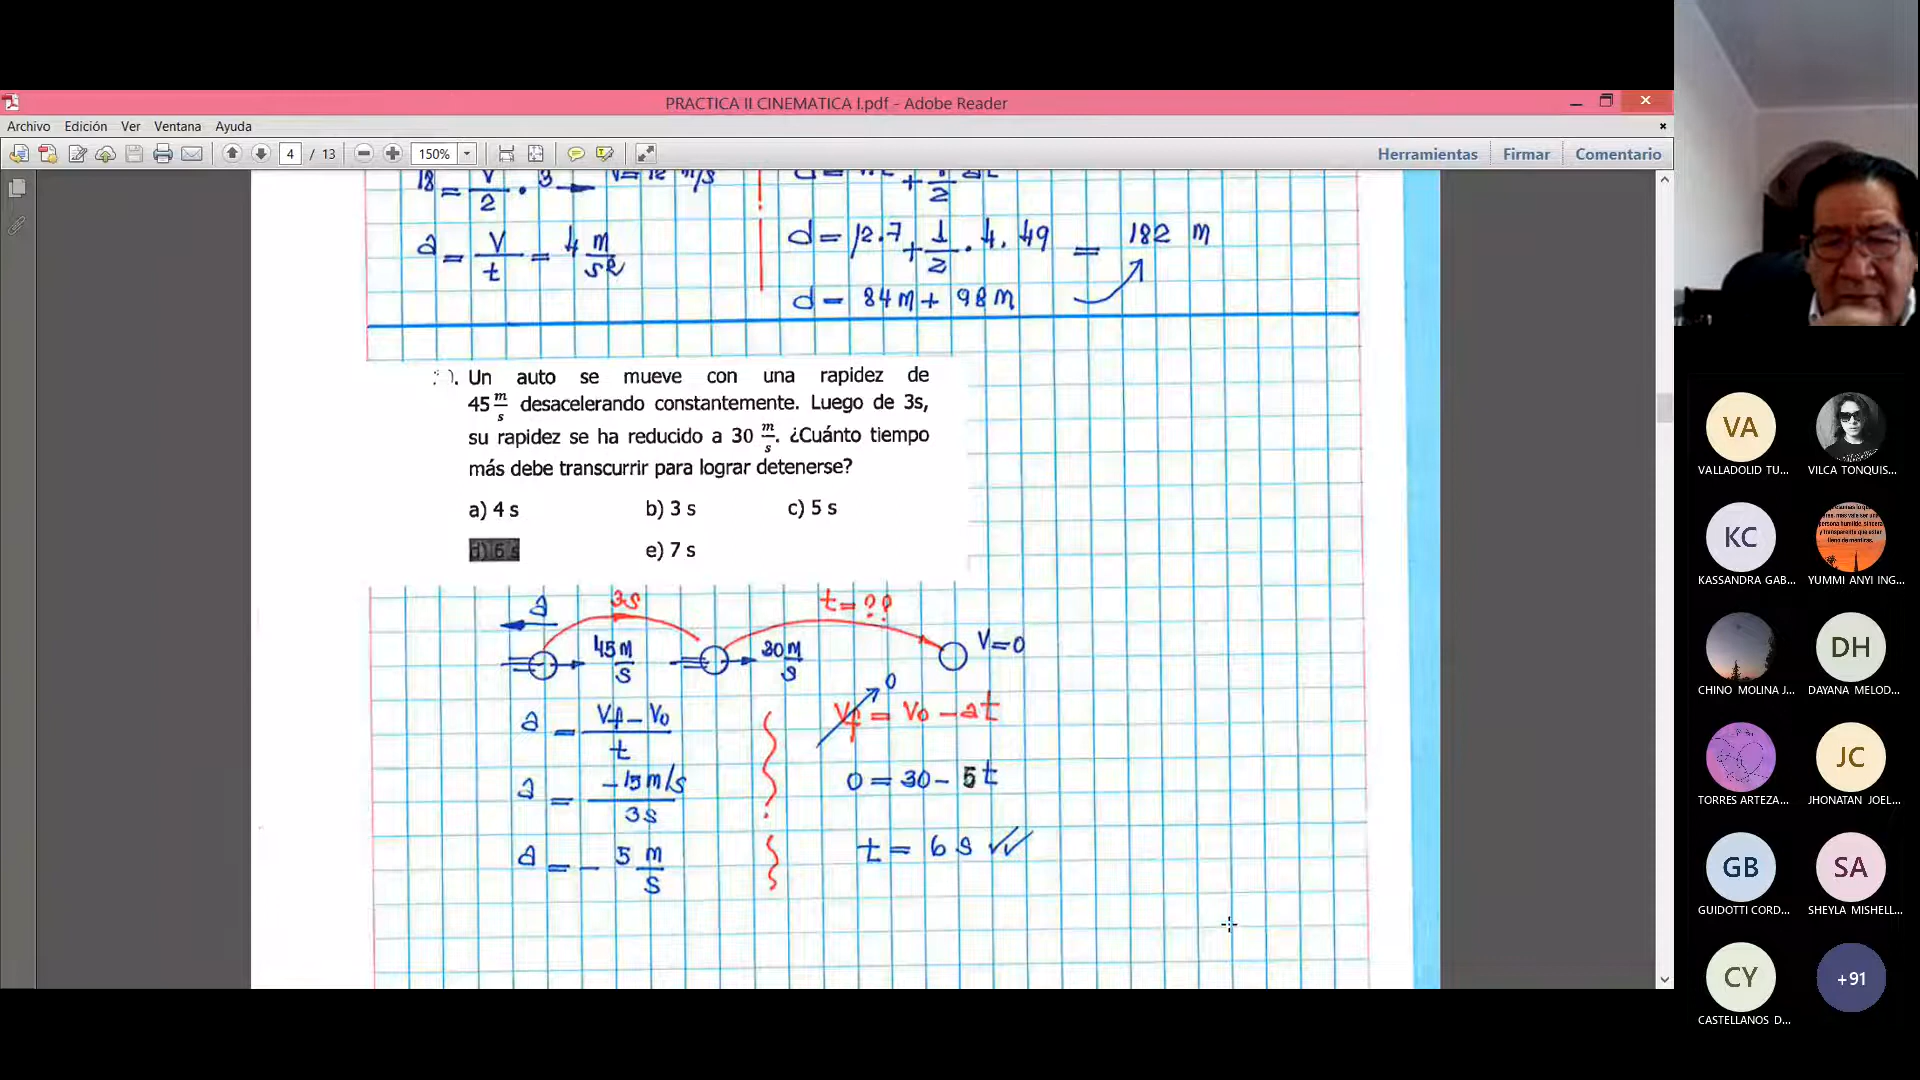 PRACTICA II CINEMATICA I.pdf - Adobe Reader
Archivo Edición Ver Ventana Ayuda
4 / 13 150% Herramientas Firmar Comentario
18 = V/2 · 3 → V = 12 m/s
a = V/t = 4 m/s2
d = 12.7 + 1/2 · 4. 49 = 182 m
d = 84 m + 98 m
Un auto se mueve con una rapidez de
45 m/s desacelerando constantemente. Luego de 3s,
su rapidez se ha reducido a 30 m/s. ¿Cuánto tiempo
más debe transcurrir para lograr detenerse?
a) 4 s b) 3 s c) 5 s
d) 6 s e) 7 s
a 3s t = ??
45 m/s 30 m/s V=0
a = Vf - Vo / t
Vf = Vo - at 0
a = -15 m/s / 3s
0 = 30 - 5t
a = - 5 m/s
t = 6 s
VA
VALLADOLID TU... VILCA TONQUIS...
KC
KASSANDRA GAB... YUMMI ANYI ING...
DH
CHINO MOLINA J... DAYANA MELOD...
JC
TORRES ARTEZA... JHONATAN JOEL...
GB SA
GUIDOTTI CORD... SHEYLA MISHELL...
CY +91
CASTELLANOS D...